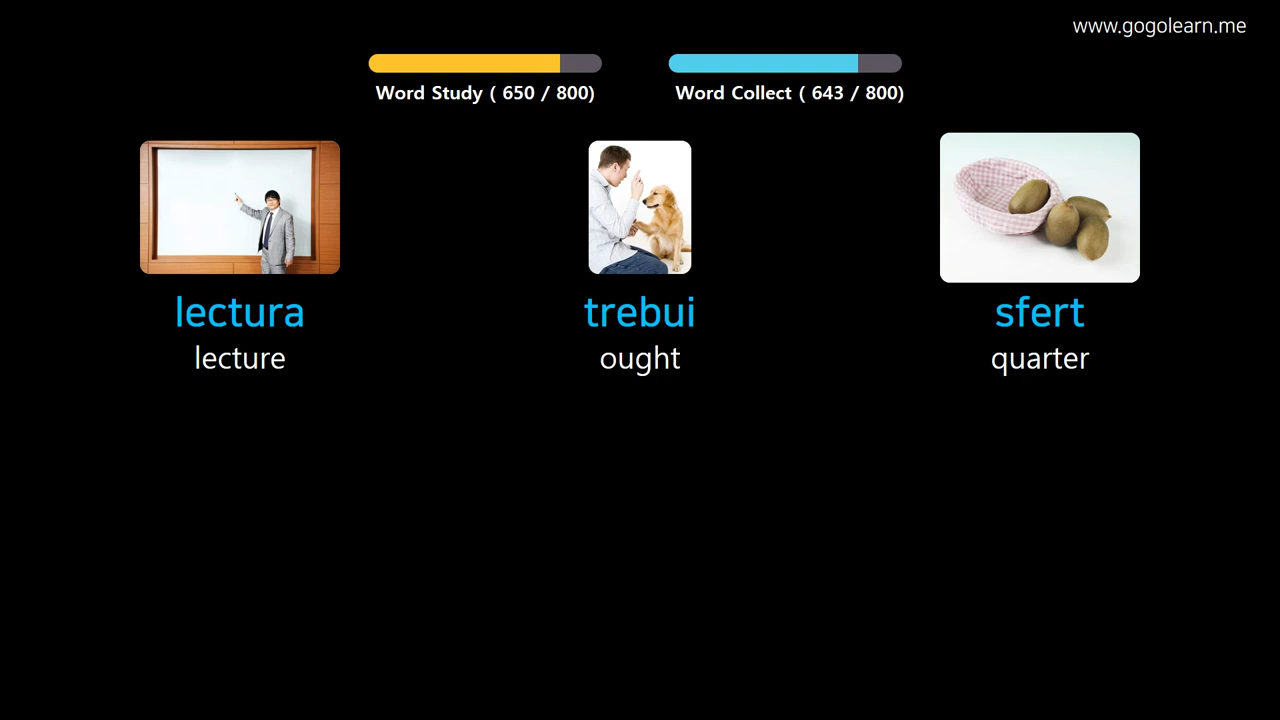 www.gogolearn.me
Word Study ( 650 / 800)
Word Collect ( 643 / 800)
lectura
lecture
trebui
ought
sfert
quarter